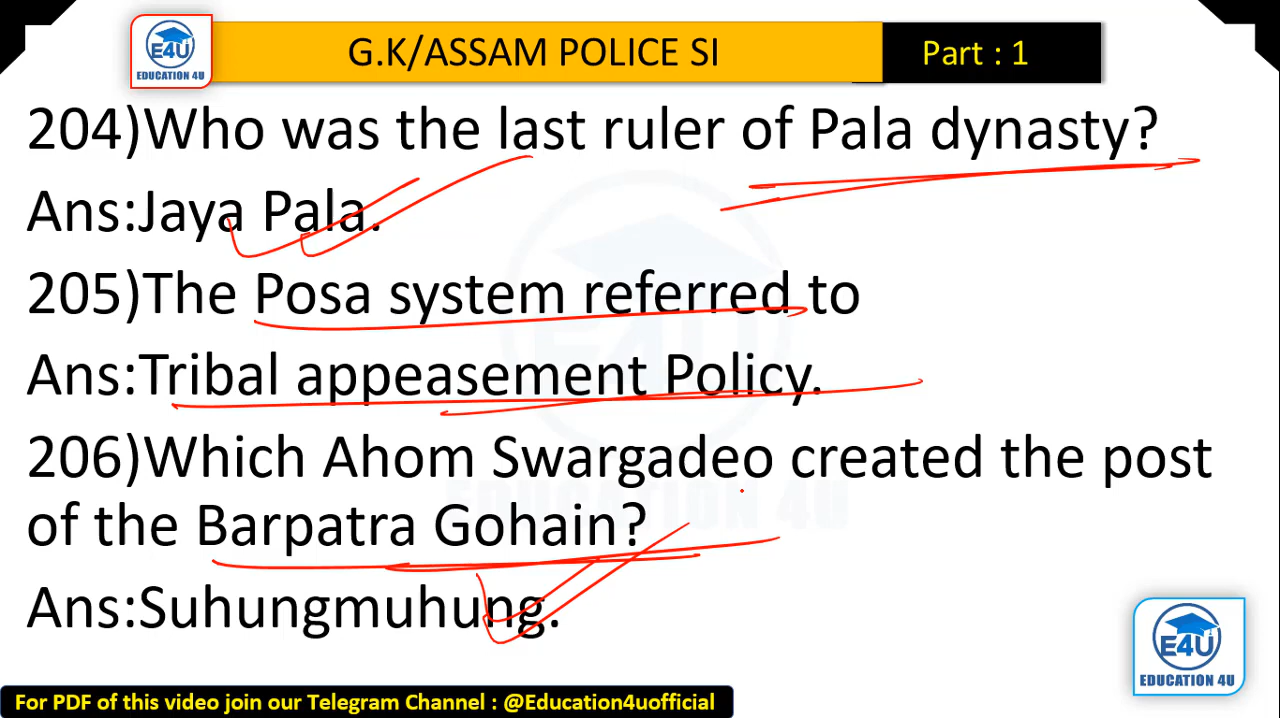 E4U
EDUCATION 4U
G.K/ASSAM POLICE SI
Part : 1
204)Who was the last ruler of Pala dynasty?
Ans:Jaya Pala.
205)The Posa system referred to
Ans:Tribal appeasement Policy.
206)Which Ahom Swargadeo created the post
of the Barpatra Gohain?
EDUCATION 4U
Ans:Suhungmuhung.
E4U
EDUCATION 4U
For PDF of this video join our Telegram Channel : @Education4uofficial